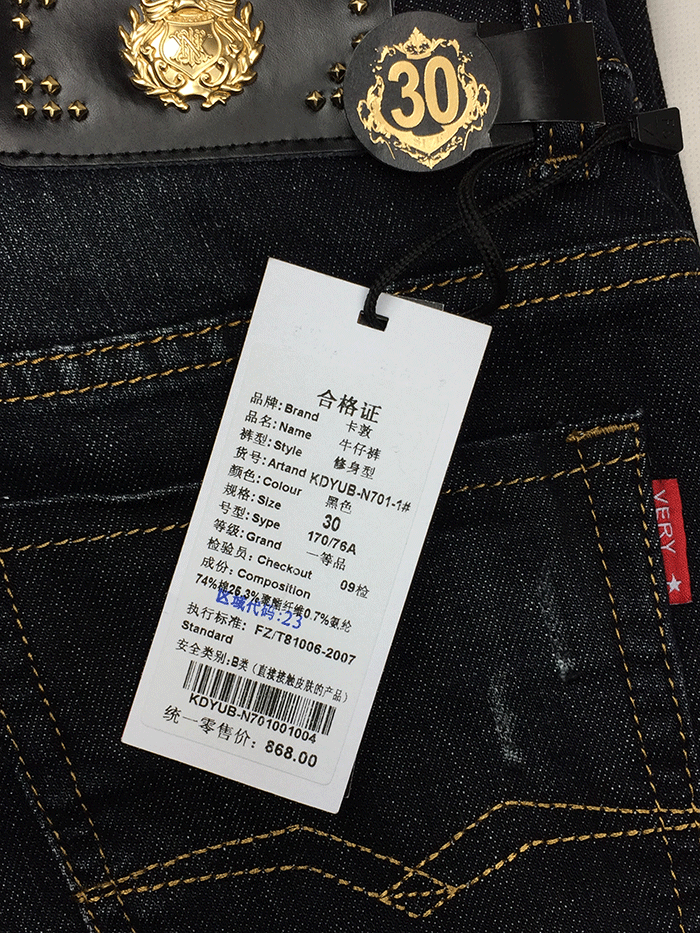 30
合格证
品牌: Brand 卡敦
品名: Name 牛仔裤
裤型: Style 修身型
货号: Artand KDYUB-N701-1#
颜色: Colour 黑色
规格: Size 30
号型: Sype 170/76A
等级: Grand 一等品
检验员: Checkout 09检
成份: Composition
74%棉26.3%聚酯纤维0.7%氨纶
区域代码:23
执行标准: FZ/T81006-2007
Standard
安全类别: B类 (直接接触皮肤的产品)
KDYUB-N701001004
统一零售价: 868.00
VERY